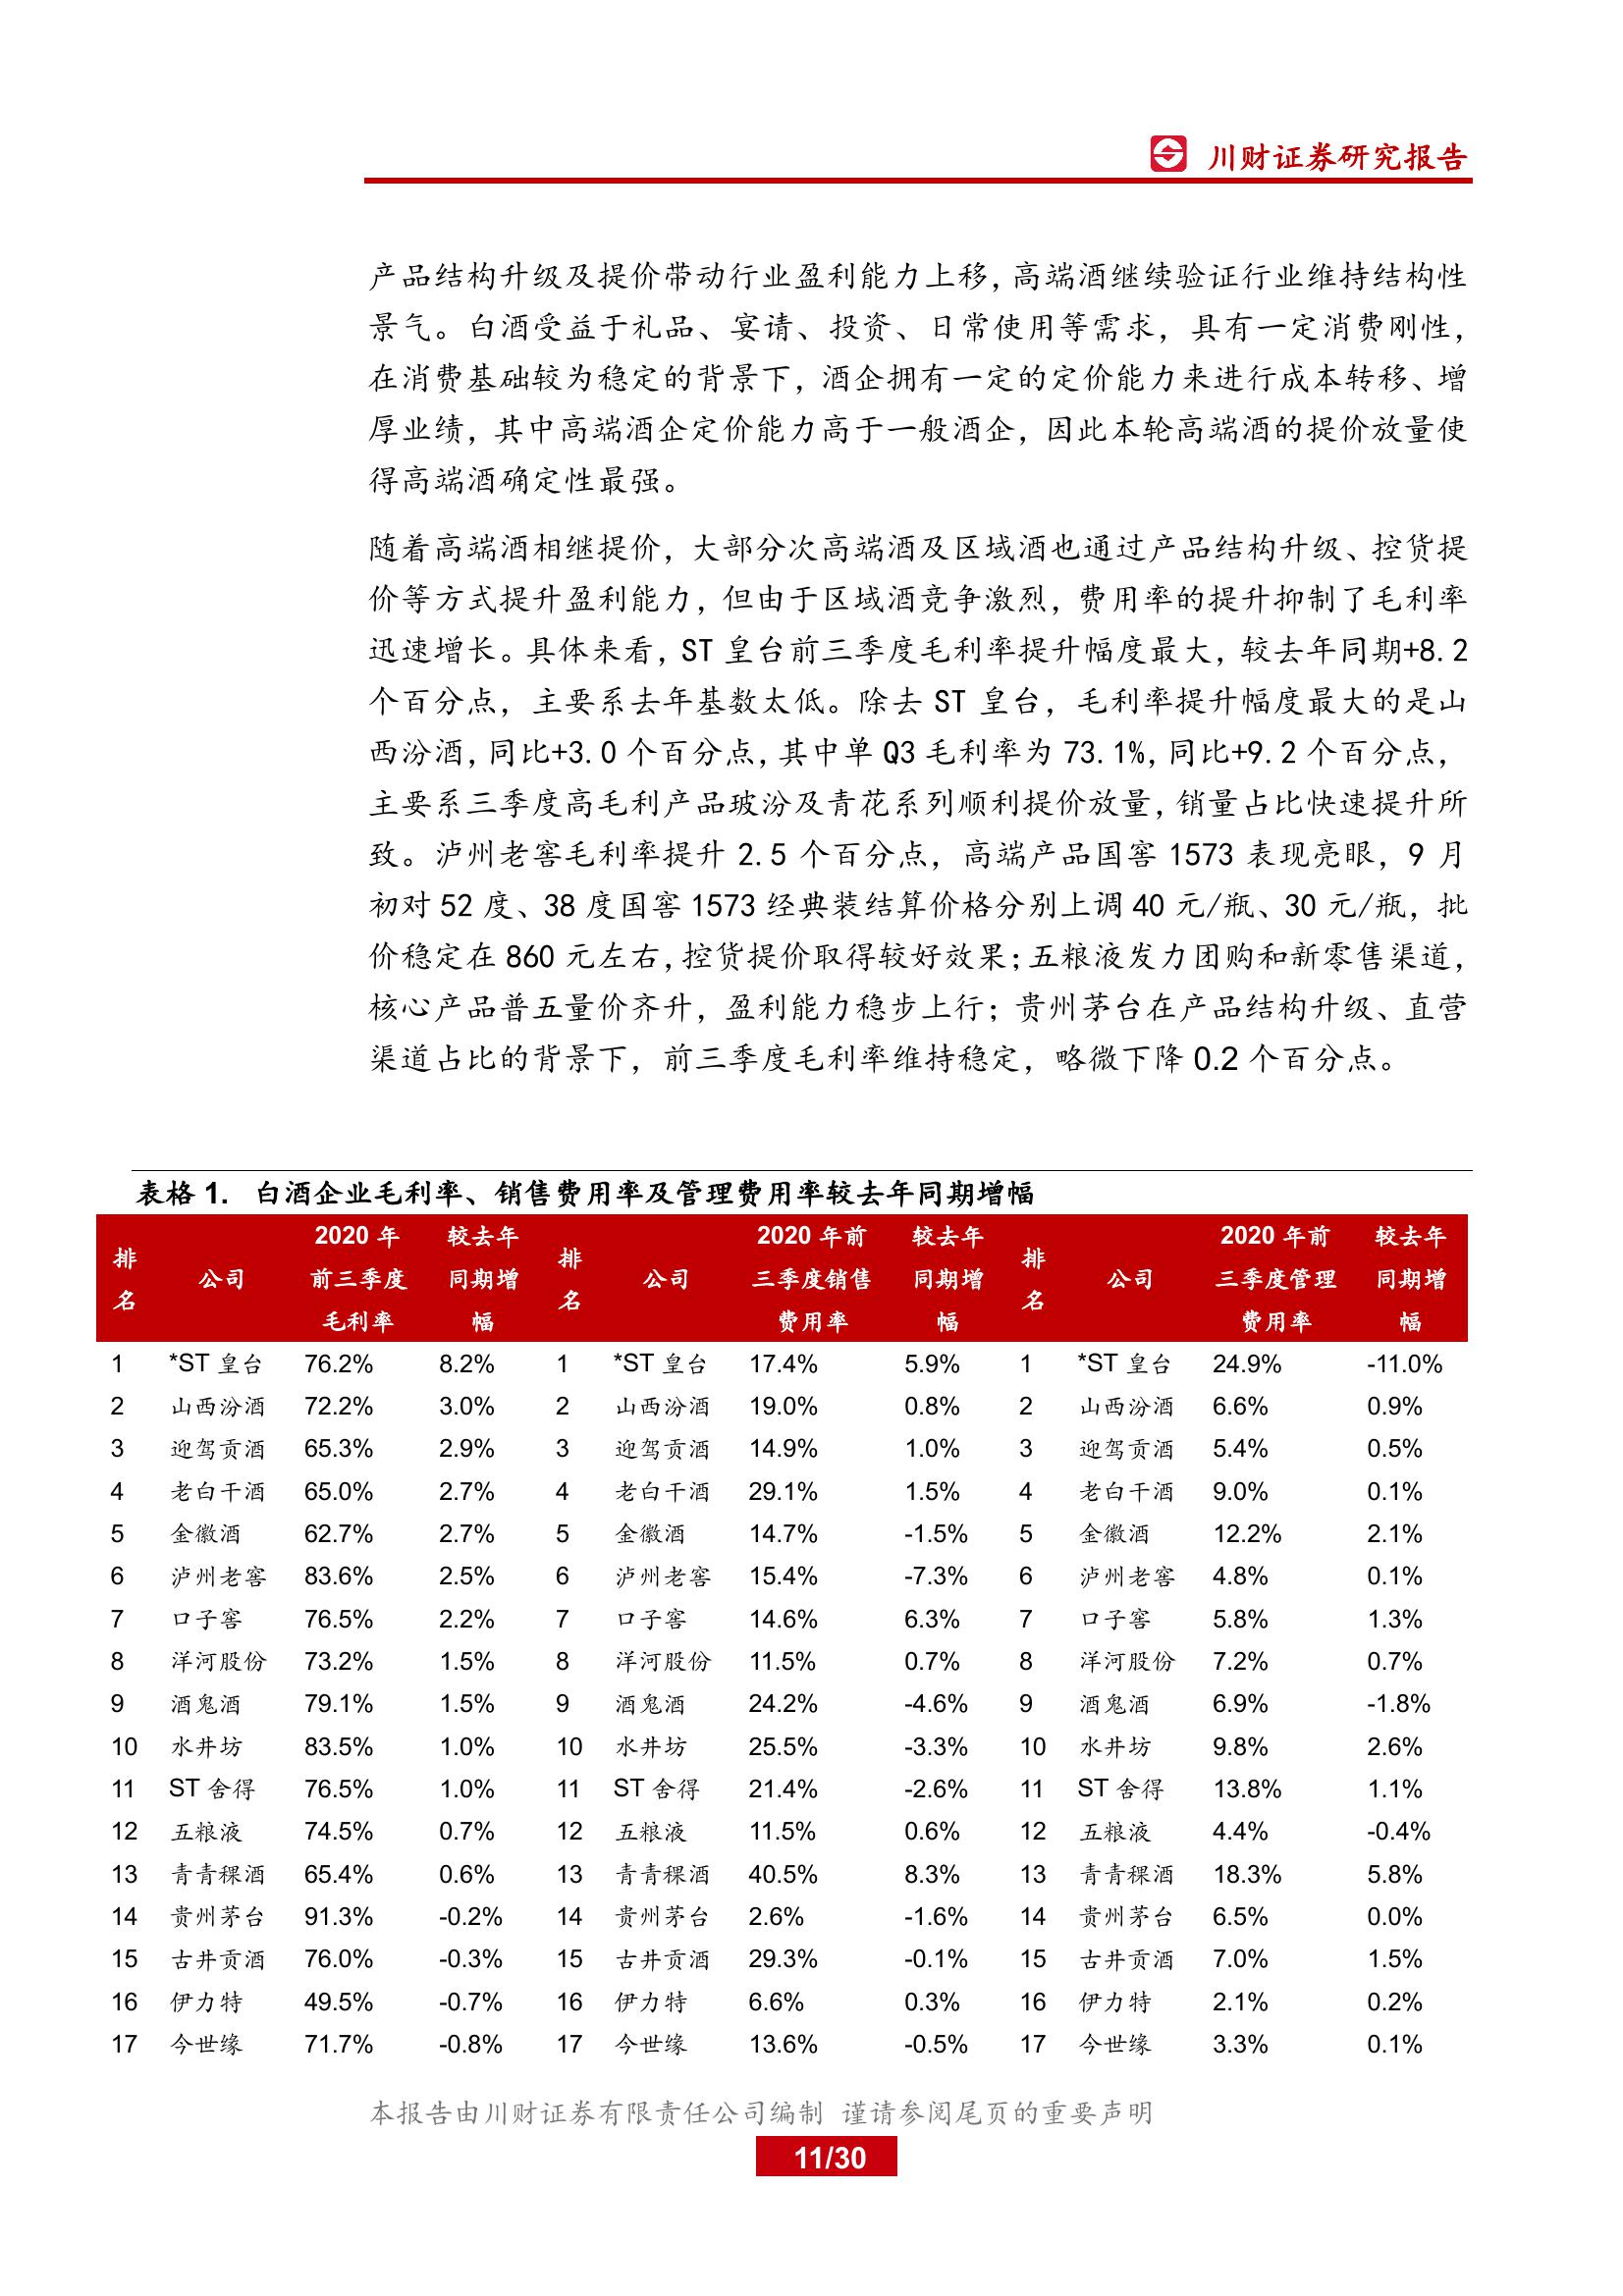 川财证券研究报告
产品结构升级及提价带动行业盈利能力上移，高端酒继续验证行业维持结构性
景气。白酒受益于礼品、宴请、投资、日常使用等需求，具有一定消费刚性，
在消费基础较为稳定的背景下，酒企拥有一定的定价能力来进行成本转移、增
厚业绩，其中高端酒企定价能力高于一般酒企，因此本轮高端酒的提价放量使
得高端酒确定性最强。
随着高端酒相继提价，大部分次高端酒及区域酒也通过产品结构升级、控货提
价等方式提升盈利能力，但由于区域酒竞争激烈，费用率的提升抑制了毛利率
迅速增长。具体来看，ST 皇台前三季度毛利率提升幅度最大，较去年同期+8.2
个百分点，主要系去年基数太低。除去 ST 皇台，毛利率提升幅度最大的是山
西汾酒，同比+3.0 个百分点，其中单 Q3 毛利率为 73.1%，同比+9.2 个百分点，
主要系三季度高毛利产品玻汾及青花系列顺利提价放量，销量占比快速提升所
致。泸州老窖毛利率提升 2.5 个百分点，高端产品国窖 1573 表现亮眼，9 月
初对 52 度、38 度国窖 1573 经典装结算价格分别上调 40 元/瓶、30 元/瓶，批
价稳定在 860 元左右，控货提价取得较好效果；五粮液发力团购和新零售渠道，
核心产品普五量价齐升，盈利能力稳步上行；贵州茅台在产品结构升级、直营
渠道占比的背景下，前三季度毛利率维持稳定，略微下降 0.2 个百分点。
表格 1. 白酒企业毛利率、销售费用率及管理费用率较去年同期增幅
排名 公司 2020 年前三季度毛利率 较去年同期增幅 排名 公司 2020 年前三季度销售费用率 较去年同期增幅 排名 公司 2020 年前三季度管理费用率 较去年同期增幅
1 *ST 皇台 76.2% 8.2% 1 *ST 皇台 17.4% 5.9% 1 *ST 皇台 24.9% -11.0%
2 山西汾酒 72.2% 3.0% 2 山西汾酒 19.0% 0.8% 2 山西汾酒 6.6% 0.9%
3 迎驾贡酒 65.3% 2.9% 3 迎驾贡酒 14.9% 1.0% 3 迎驾贡酒 5.4% 0.5%
4 老白干酒 65.0% 2.7% 4 老白干酒 29.1% 1.5% 4 老白干酒 9.0% 0.1%
5 金徽酒 62.7% 2.7% 5 金徽酒 14.7% -1.5% 5 金徽酒 12.2% 2.1%
6 泸州老窖 83.6% 2.5% 6 泸州老窖 15.4% -7.3% 6 泸州老窖 4.8% 0.1%
7 口子窖 76.5% 2.2% 7 口子窖 14.6% 6.3% 7 口子窖 5.8% 1.3%
8 洋河股份 73.2% 1.5% 8 洋河股份 11.5% 0.7% 8 洋河股份 7.2% 0.7%
9 酒鬼酒 79.1% 1.5% 9 酒鬼酒 24.2% -4.6% 9 酒鬼酒 6.9% -1.8%
10 水井坊 83.5% 1.0% 10 水井坊 25.5% -3.3% 10 水井坊 9.8% 2.6%
11 ST 舍得 76.5% 1.0% 11 ST 舍得 21.4% -2.6% 11 ST 舍得 13.8% 1.1%
12 五粮液 74.5% 0.7% 12 五粮液 11.5% 0.6% 12 五粮液 4.4% -0.4%
13 青青稞酒 65.4% 0.6% 13 青青稞酒 40.5% 8.3% 13 青青稞酒 18.3% 5.8%
14 贵州茅台 91.3% -0.2% 14 贵州茅台 2.6% -1.6% 14 贵州茅台 6.5% 0.0%
15 古井贡酒 76.0% -0.3% 15 古井贡酒 29.3% -0.1% 15 古井贡酒 7.0% 1.5%
16 伊力特 49.5% -0.7% 16 伊力特 6.6% 0.3% 16 伊力特 2.1% 0.2%
17 今世缘 71.7% -0.8% 17 今世缘 13.6% -0.5% 17 今世缘 3.3% 0.1%
本报告由川财证券有限责任公司编制 谨请参阅尾页的重要声明
11/30